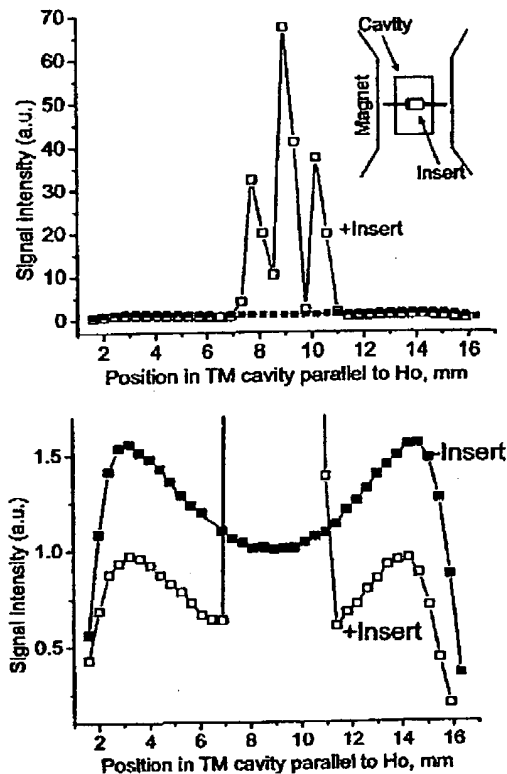 70
60
50
40
30
20
10
0
Signal Intensity (a.u.)
Cavity
Magnet
Insert
+Insert
2 4 6 8 10 12 14 16
Position in TM cavity parallel to Ho, mm
1.5
1.0
0.5
Signal Intensity (a.u.)
-Insert
+Insert
2 4 6 8 10 12 14 16
Position in TM cavity parallel to Ho, mm